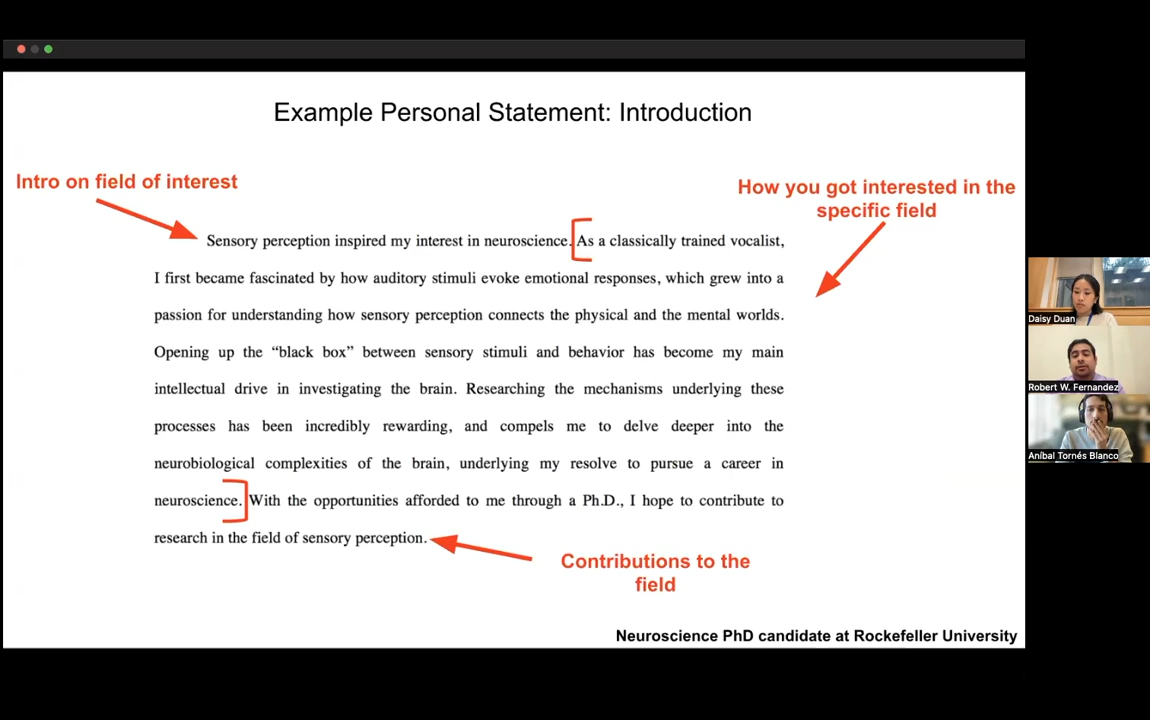 Example Personal Statement: Introduction
Intro on field of interest
How you got interested in the
specific field
Sensory perception inspired my interest in neuroscience. As a classically trained vocalist,
I first became fascinated by how auditory stimuli evoke emotional responses, which grew into a
passion for understanding how sensory perception connects the physical and the mental worlds.
Opening up the “black box” between sensory stimuli and behavior has become my main
intellectual drive in investigating the brain. Researching the mechanisms underlying these
processes has been incredibly rewarding, and compels me to delve deeper into the
neurobiological complexities of the brain, underlying my resolve to pursue a career in
neuroscience. With the opportunities afforded to me through a Ph.D., I hope to contribute to
research in the field of sensory perception.
Contributions to the
field
Neuroscience PhD candidate at Rockefeller University
Daisy Duan
Robert W. Fernandez
Aníbal Tornés Blanco